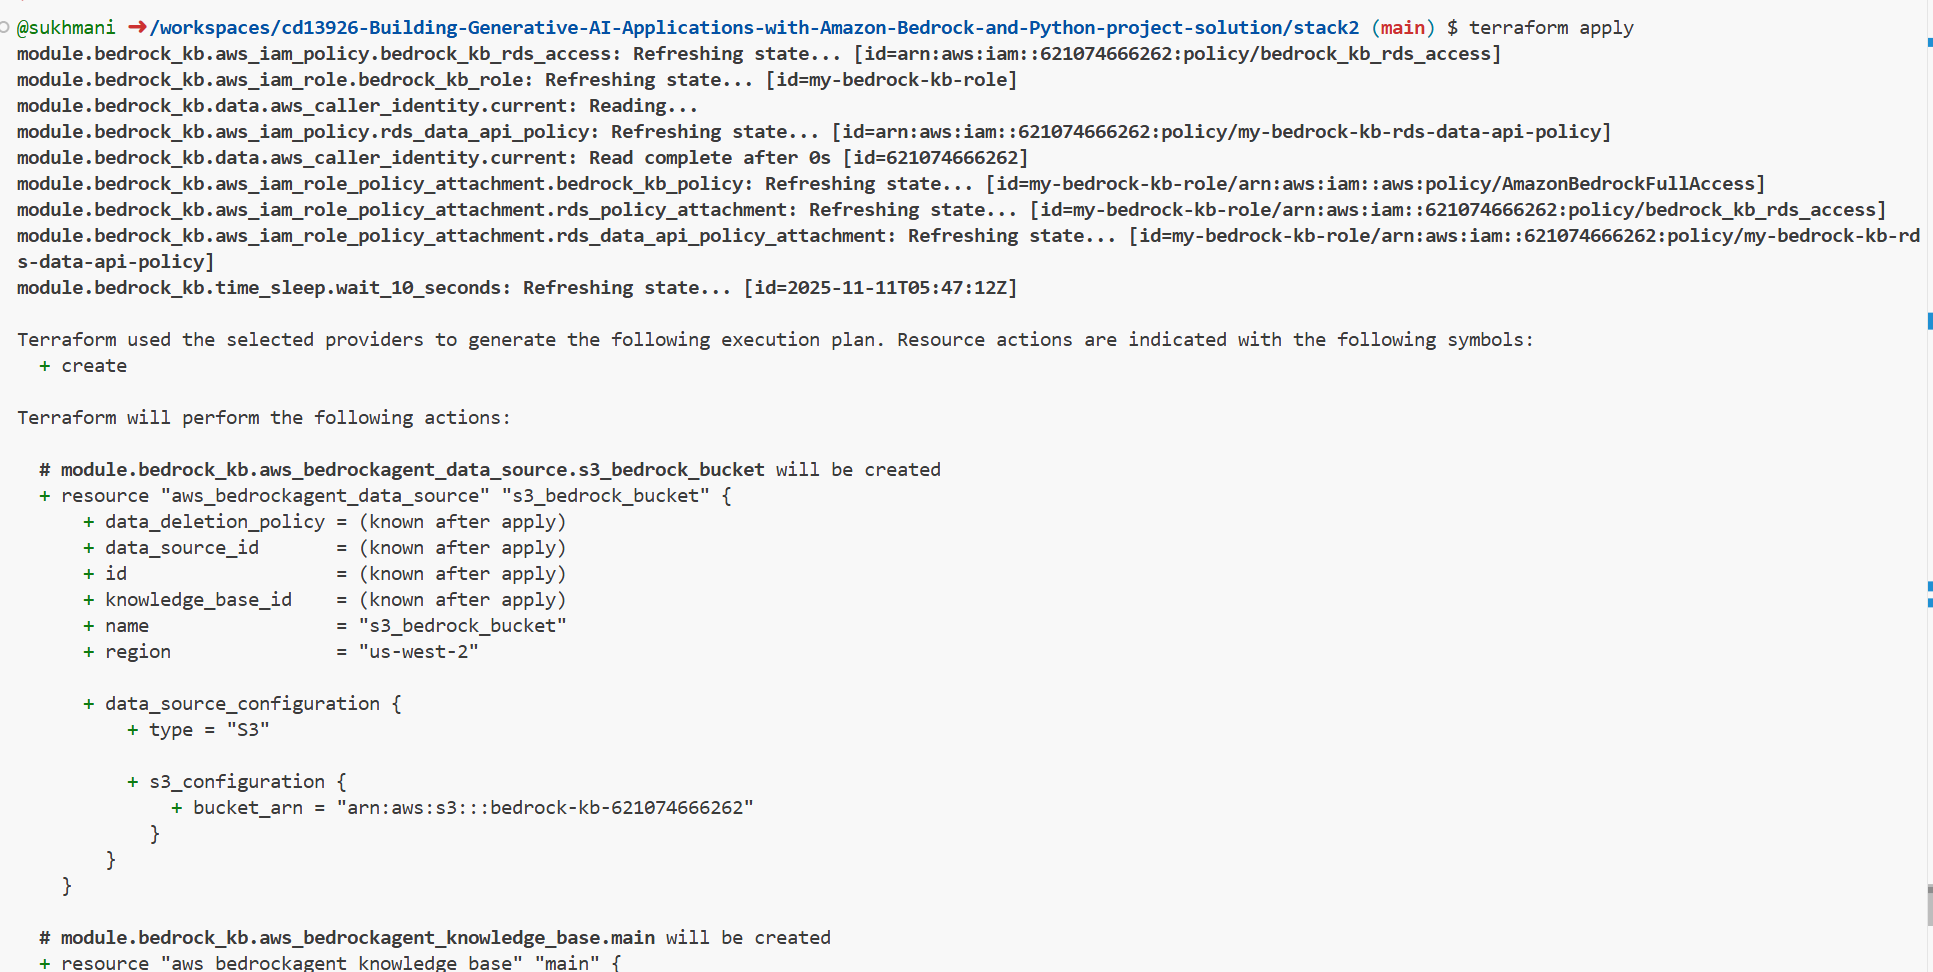 @sukhmani ➜ /workspaces/cd13926-Building-Generative-AI-Applications-with-Amazon-Bedrock-and-Python-project-solution/stack2 (main) $ terraform apply
module.bedrock_kb.aws_iam_policy.bedrock_kb_rds_access: Refreshing state... [id=arn:aws:iam::621074666262:policy/bedrock_kb_rds_access]
module.bedrock_kb.aws_iam_role.bedrock_kb_role: Refreshing state... [id=my-bedrock-kb-role]
module.bedrock_kb.data.aws_caller_identity.current: Reading...
module.bedrock_kb.aws_iam_policy.rds_data_api_policy: Refreshing state... [id=arn:aws:iam::621074666262:policy/my-bedrock-kb-rds-data-api-policy]
module.bedrock_kb.data.aws_caller_identity.current: Read complete after 0s [id=621074666262]
module.bedrock_kb.aws_iam_role_policy_attachment.bedrock_kb_policy: Refreshing state... [id=my-bedrock-kb-role/arn:aws:iam::aws:policy/AmazonBedrockFullAccess]
module.bedrock_kb.aws_iam_role_policy_attachment.rds_policy_attachment: Refreshing state... [id=my-bedrock-kb-role/arn:aws:iam::621074666262:policy/bedrock_kb_rds_access]
module.bedrock_kb.aws_iam_role_policy_attachment.rds_data_api_policy_attachment: Refreshing state... [id=my-bedrock-kb-role/arn:aws:iam::621074666262:policy/my-bedrock-kb-rd
s-data-api-policy]
module.bedrock_kb.time_sleep.wait_10_seconds: Refreshing state... [id=2025-11-11T05:47:12Z]

Terraform used the selected providers to generate the following execution plan. Resource actions are indicated with the following symbols:
  + create

Terraform will perform the following actions:

  # module.bedrock_kb.aws_bedrockagent_data_source.s3_bedrock_bucket will be created
  + resource "aws_bedrockagent_data_source" "s3_bedrock_bucket" {
      + data_deletion_policy = (known after apply)
      + data_source_id       = (known after apply)
      + id                   = (known after apply)
      + knowledge_base_id    = (known after apply)
      + name                 = "s3_bedrock_bucket"
      + region               = "us-west-2"

      + data_source_configuration {
          + type = "S3"

          + s3_configuration {
              + bucket_arn = "arn:aws:s3:::bedrock-kb-621074666262"
            }
        }
    }

  # module.bedrock_kb.aws_bedrockagent_knowledge_base.main will be created
  + resource "aws_bedrockagent_knowledge_base" "main" {